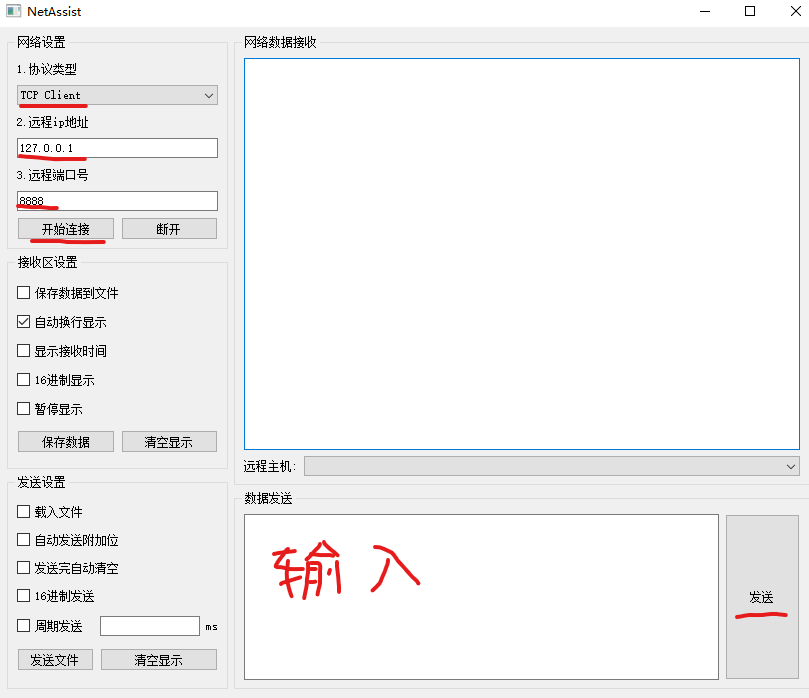 NetAssist
网络设置
1.协议类型
TCP Client
2.远程ip地址
127.0.0.1
3.远程端口号
8888
开始连接 断开
接收区设置
保存数据到文件
自动换行显示
显示接收时间
16进制显示
暂停显示
保存数据 清空显示
发送设置
载入文件
自动发送附加位
发送完自动清空
16进制发送
周期发送 ms
发送文件 清空显示
网络数据接收
远程主机:
数据发送
输入
发送